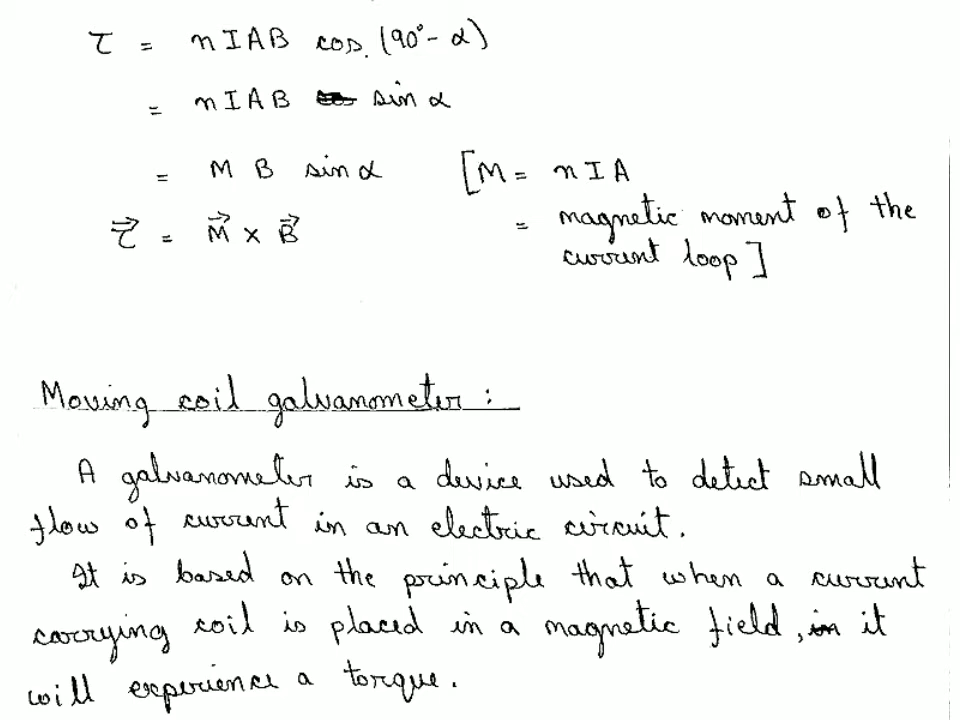 τ = nIAB cos. (90° - α)
= nIAB sin α
= M B sin α [M = nIA
τ⃗ = M⃗ × B⃗ = magnetic moment of the
current loop]
Moving coil galvanometer :
A galvanometer is a device used to detect small
flow of current in an electric circuit.
It is based on the principle that when a current
carrying coil is placed in a magnetic field, it
will experience a torque.